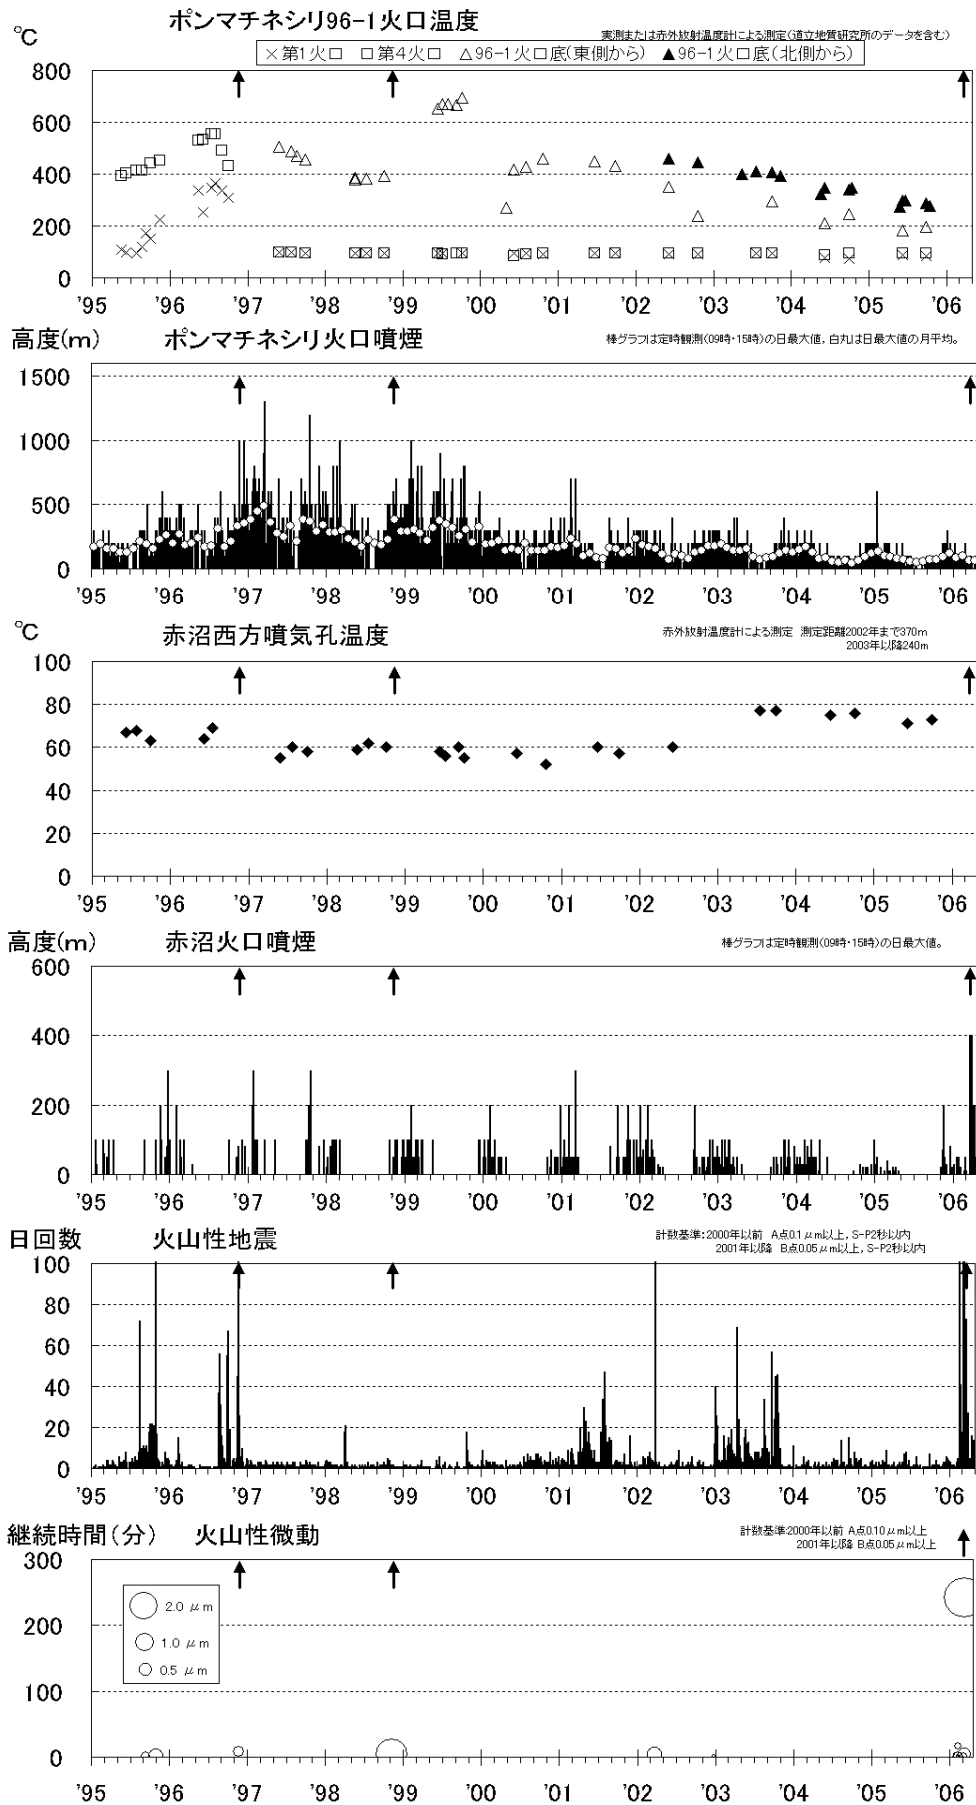 ポンマチネシリ96-1火口温度
℃
実測または赤外放射温度計による測定(道立地質研究所のデータを含む)
×第1火口 □第4火口 △96-1火口底(東側から) ▲96-1火口底(北側から)
800
600
400
200
0
'95 '96 '97 '98 '99 '00 '01 '02 '03 '04 '05 '06
高度(m) ポンマチネシリ火口噴煙
棒グラフは定時観測(09時・15時)の日最大値，白丸は日最大値の月平均。
1500
1000
500
0
'95 '96 '97 '98 '99 '00 '01 '02 '03 '04 '05 '06
℃ 赤沼西方噴気孔温度
赤外放射温度計による測定 測定距離2002年まで370m
2003年以降240m
100
80
60
40
20
0
'95 '96 '97 '98 '99 '00 '01 '02 '03 '04 '05 '06
高度(m) 赤沼火口噴煙
棒グラフは定時観測(09時・15時)の日最大値。
600
400
200
0
'95 '96 '97 '98 '99 '00 '01 '02 '03 '04 '05 '06
日回数 火山性地震
計数基準:2000年以前 A点0.1μm以上，S-P2秒以内
2001年以降 B点0.05μm以上，S-P2秒以内
100
80
60
40
20
0
'95 '96 '97 '98 '99 '00 '01 '02 '03 '04 '05 '06
継続時間(分) 火山性微動
計数基準:2000年以前 A点0.10μm以上
2001年以降 B点0.05μm以上
300
200
100
0
2.0 μm
1.0 μm
0.5 μm
'95 '96 '97 '98 '99 '00 '01 '02 '03 '04 '05 '06